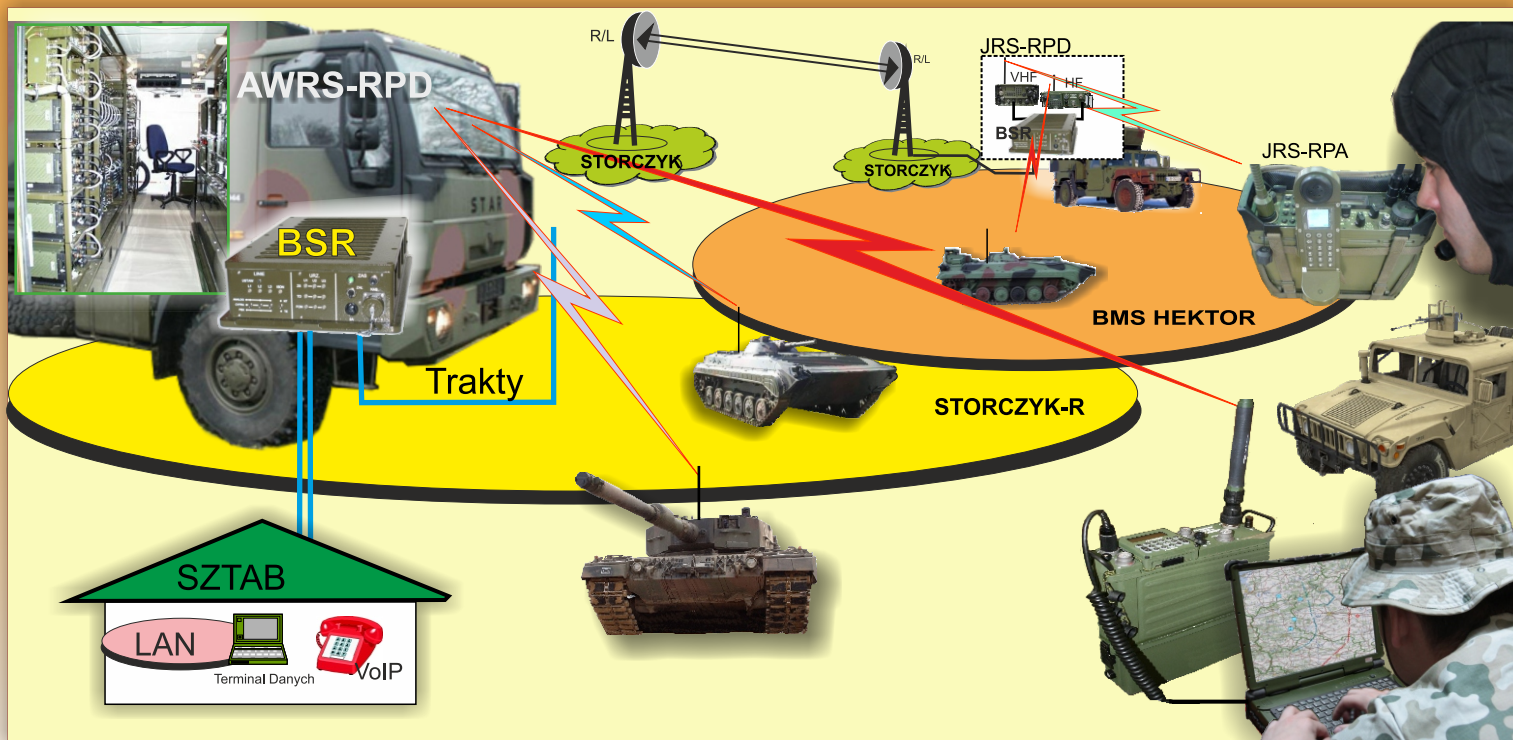 AWRS-RPD
R/L
R/L
STORCZYK
STORCZYK
JRS-RPD
VHF
HF
BSR
JRS-RPA
STAR
BSR
Trakty
BMS HEKTOR
STORCZYK-R
SZTAB
LAN
Terminal Danych
VoIP